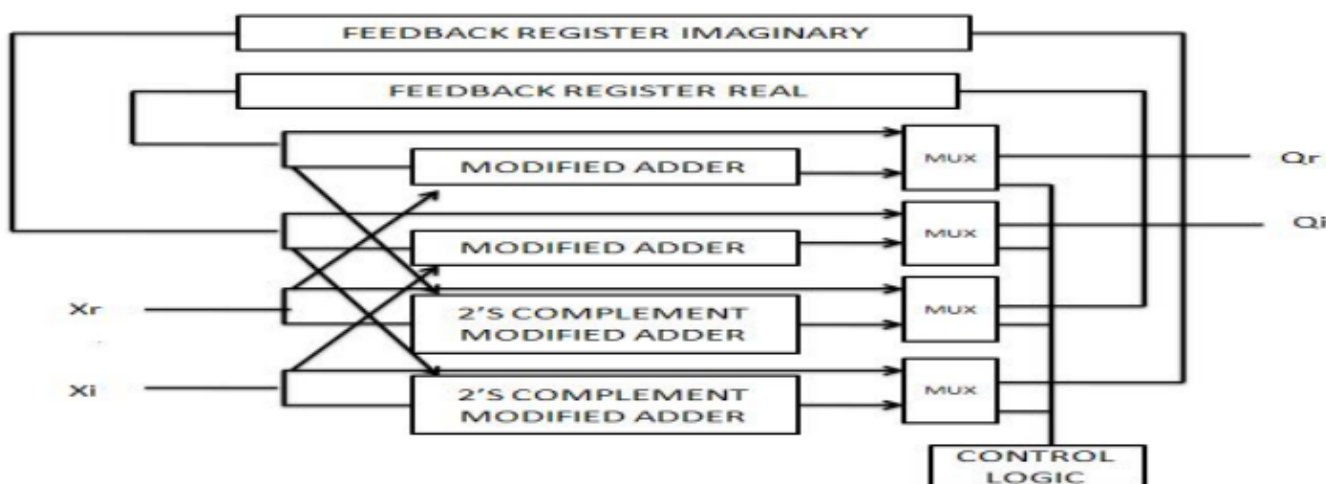 FEEDBACK REGISTER IMAGINARY
FEEDBACK REGISTER REAL
MODIFIED ADDER
MUX
Qr
MODIFIED ADDER
MUX
Qi
Xr
2'S COMPLEMENT
MODIFIED ADDER
MUX
Xi
2'S COMPLEMENT
MODIFIED ADDER
MUX
CONTROL
LOGIC